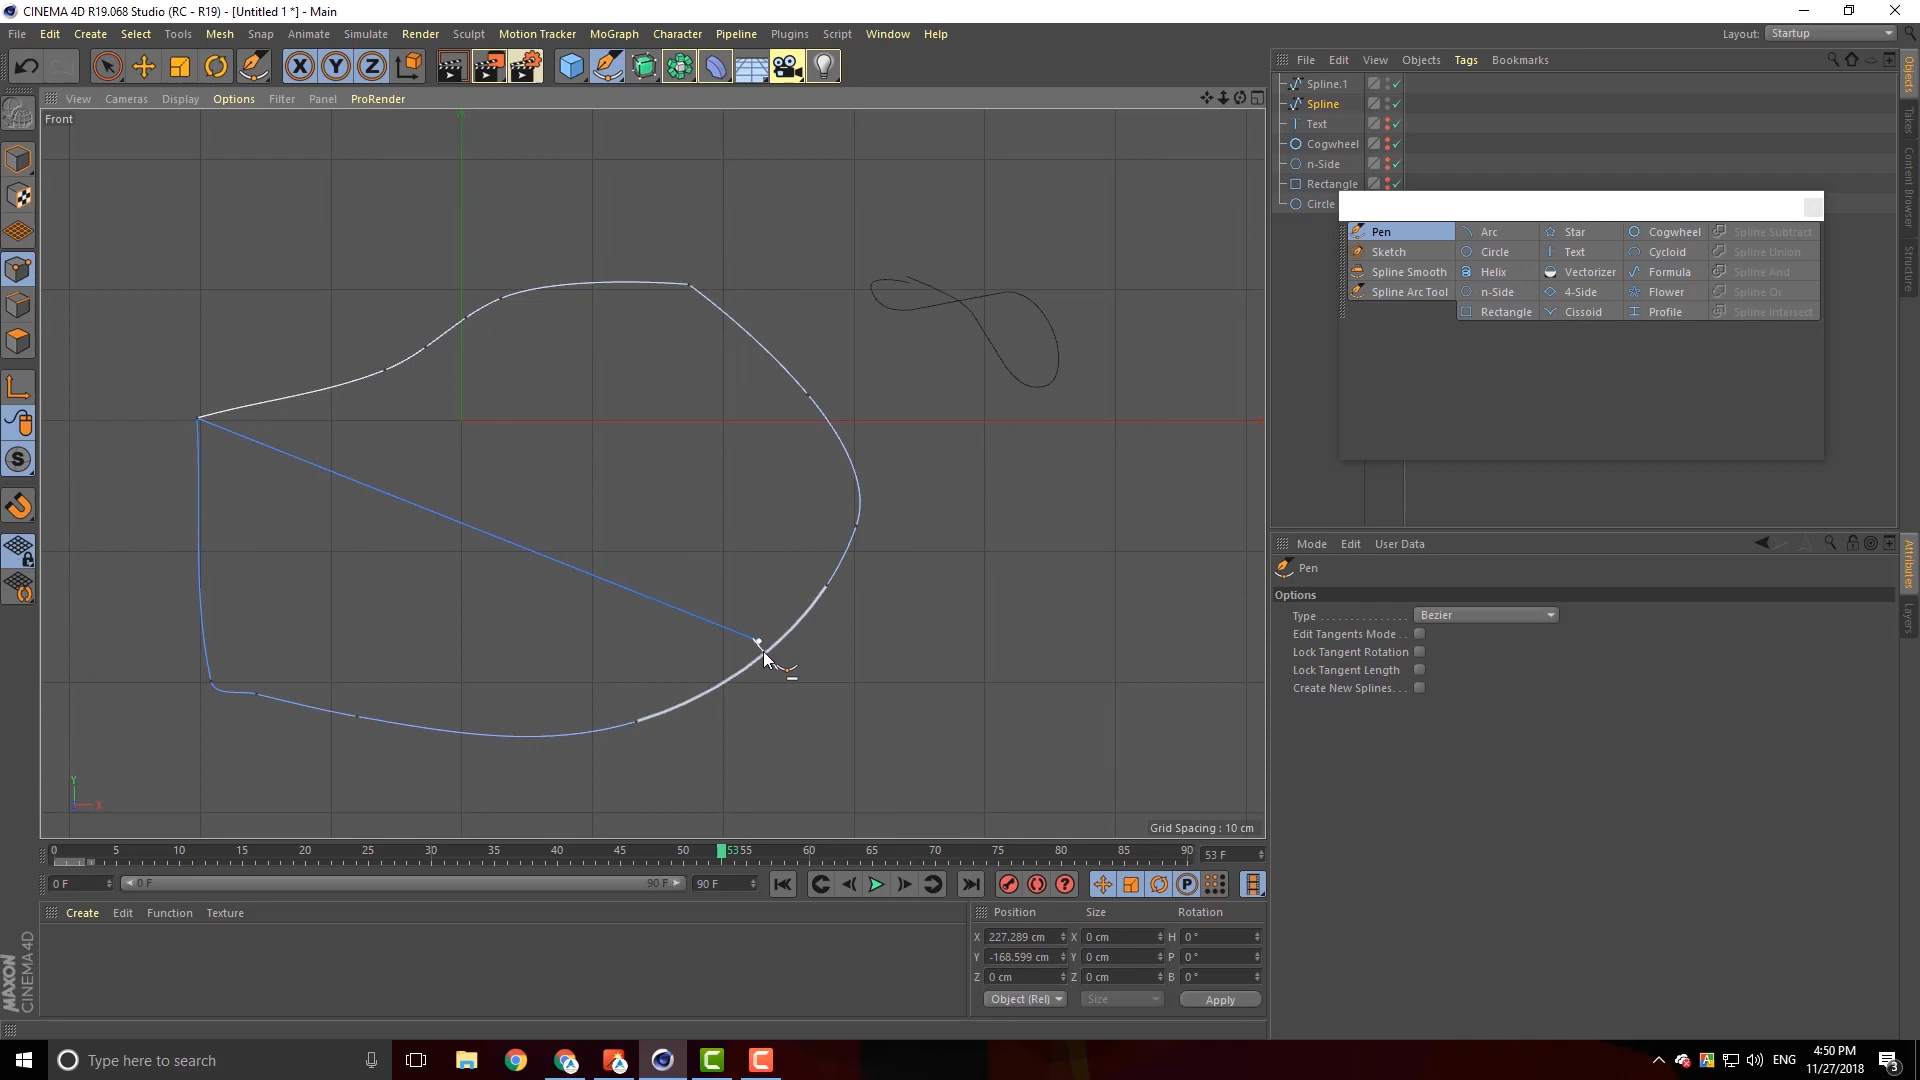 CINEMA 4D R19.068 Studio (RC - R19) - [Untitled 1 *] - Main
File Edit Create Select Tools Mesh Snap Animate Simulate Render Sculpt Motion Tracker MoGraph Character Pipeline Plugins Script Window Help
Layout: Startup
View Cameras Display Options Filter Panel ProRender
Front
Y
X
Grid Spacing : 10 cm
0 5 10 15 20 25 30 35 40 45 50 5355 60 65 70 75 80 85 90 53 F
0 F 0 F 90 F 90 F
Create Edit Function Texture
MAXON
CINEMA 4D
Position Size Rotation
X 227.289 cm X 0 cm H 0 °
Y -168.599 cm Y 0 cm P 0 °
Z 0 cm Z 0 cm B 0 °
Object (Rel) Size Apply
File Edit View Objects Tags Bookmarks
Spline.1
Spline
Text
Cogwheel
n-Side
Rectangle
Circle
Pen Arc Star Cogwheel Spline Subtract
Sketch Circle Text Cycloid Spline Union
Spline Smooth Helix Vectorizer Formula Spline And
Spline Arc Tool n-Side 4-Side Flower Spline Or
Rectangle Cissoid Profile Spline Intersect
Objects
Takes
Content Browser
Structure
Mode Edit User Data
Pen
Options
Type . . . . . . . . . . . . . . . Bezier
Edit Tangents Mode . .
Lock Tangent Rotation
Lock Tangent Length
Create New Splines. . .
Attributes
Layers
Type here to search
ENG
4:50 PM
11/27/2018
3